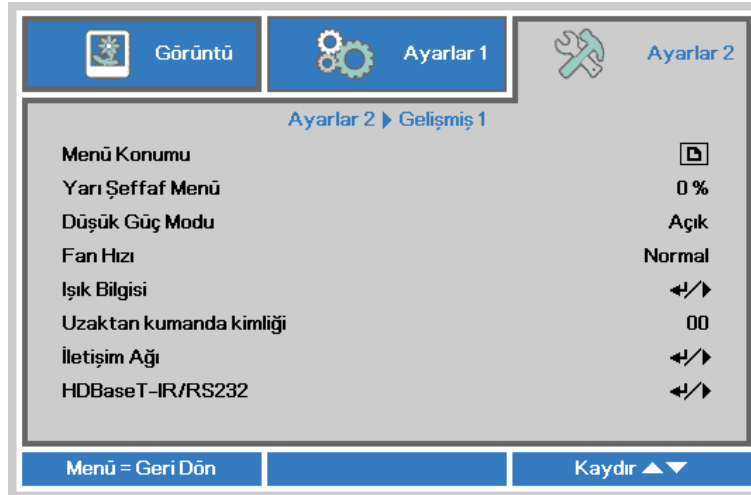 Görüntü Ayarlar 1 Ayarlar 2
Ayarlar 2 Gelişmiş 1
Menü Konumu
Yarı Şeffaf Menü 0 %
Düşük Güç Modu Açık
Fan Hızı Normal
Işık Bilgisi
Uzaktan kumanda kimliği 00
İletişim Ağı
HDBaseT-IR/RS232
Menü = Geri Dön Kaydır